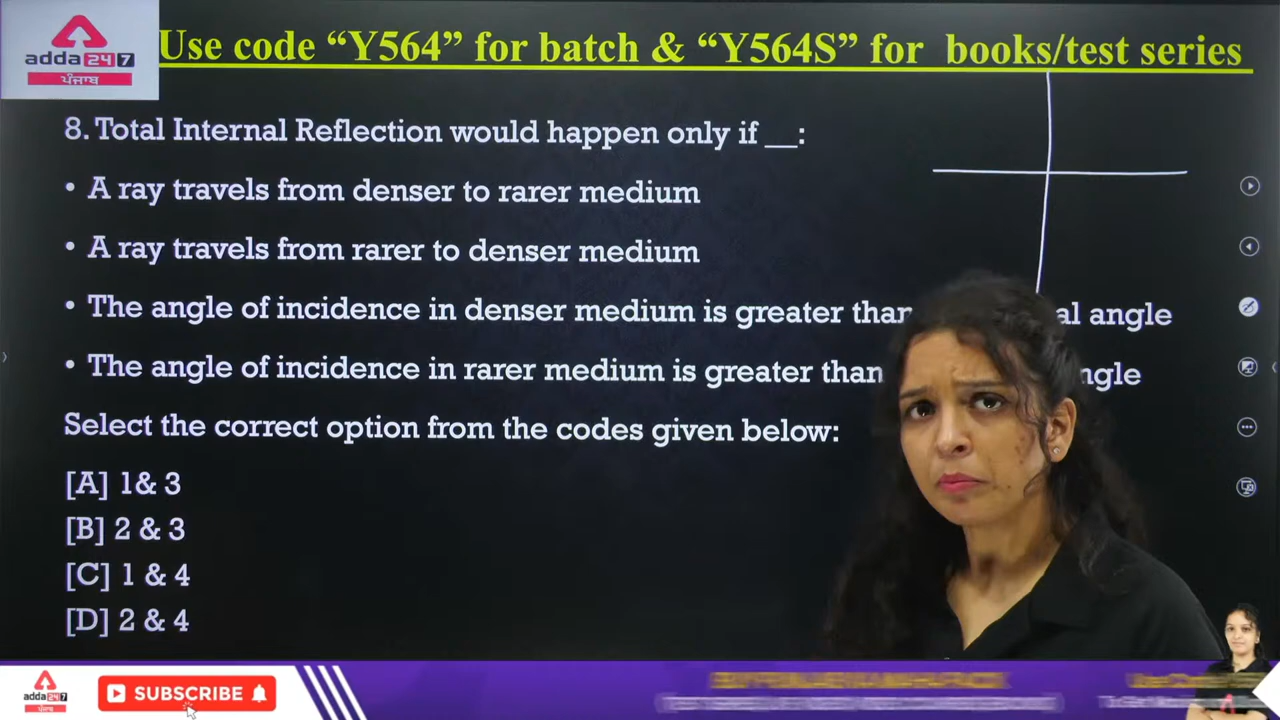 adda 24 7
ਪੰਜਾਬ
Use code “Y564” for batch & “Y564S” for books/test series
8. Total Internal Reflection would happen only if __:
• A ray travels from denser to rarer medium
• A ray travels from rarer to denser medium
• The angle of incidence in denser medium is greater than al angle
• The angle of incidence in rarer medium is greater than ngle
Select the correct option from the codes given below:
[A] 1& 3
[B] 2 & 3
[C] 1 & 4
[D] 2 & 4
adda 24 7
SUBSCRIBE